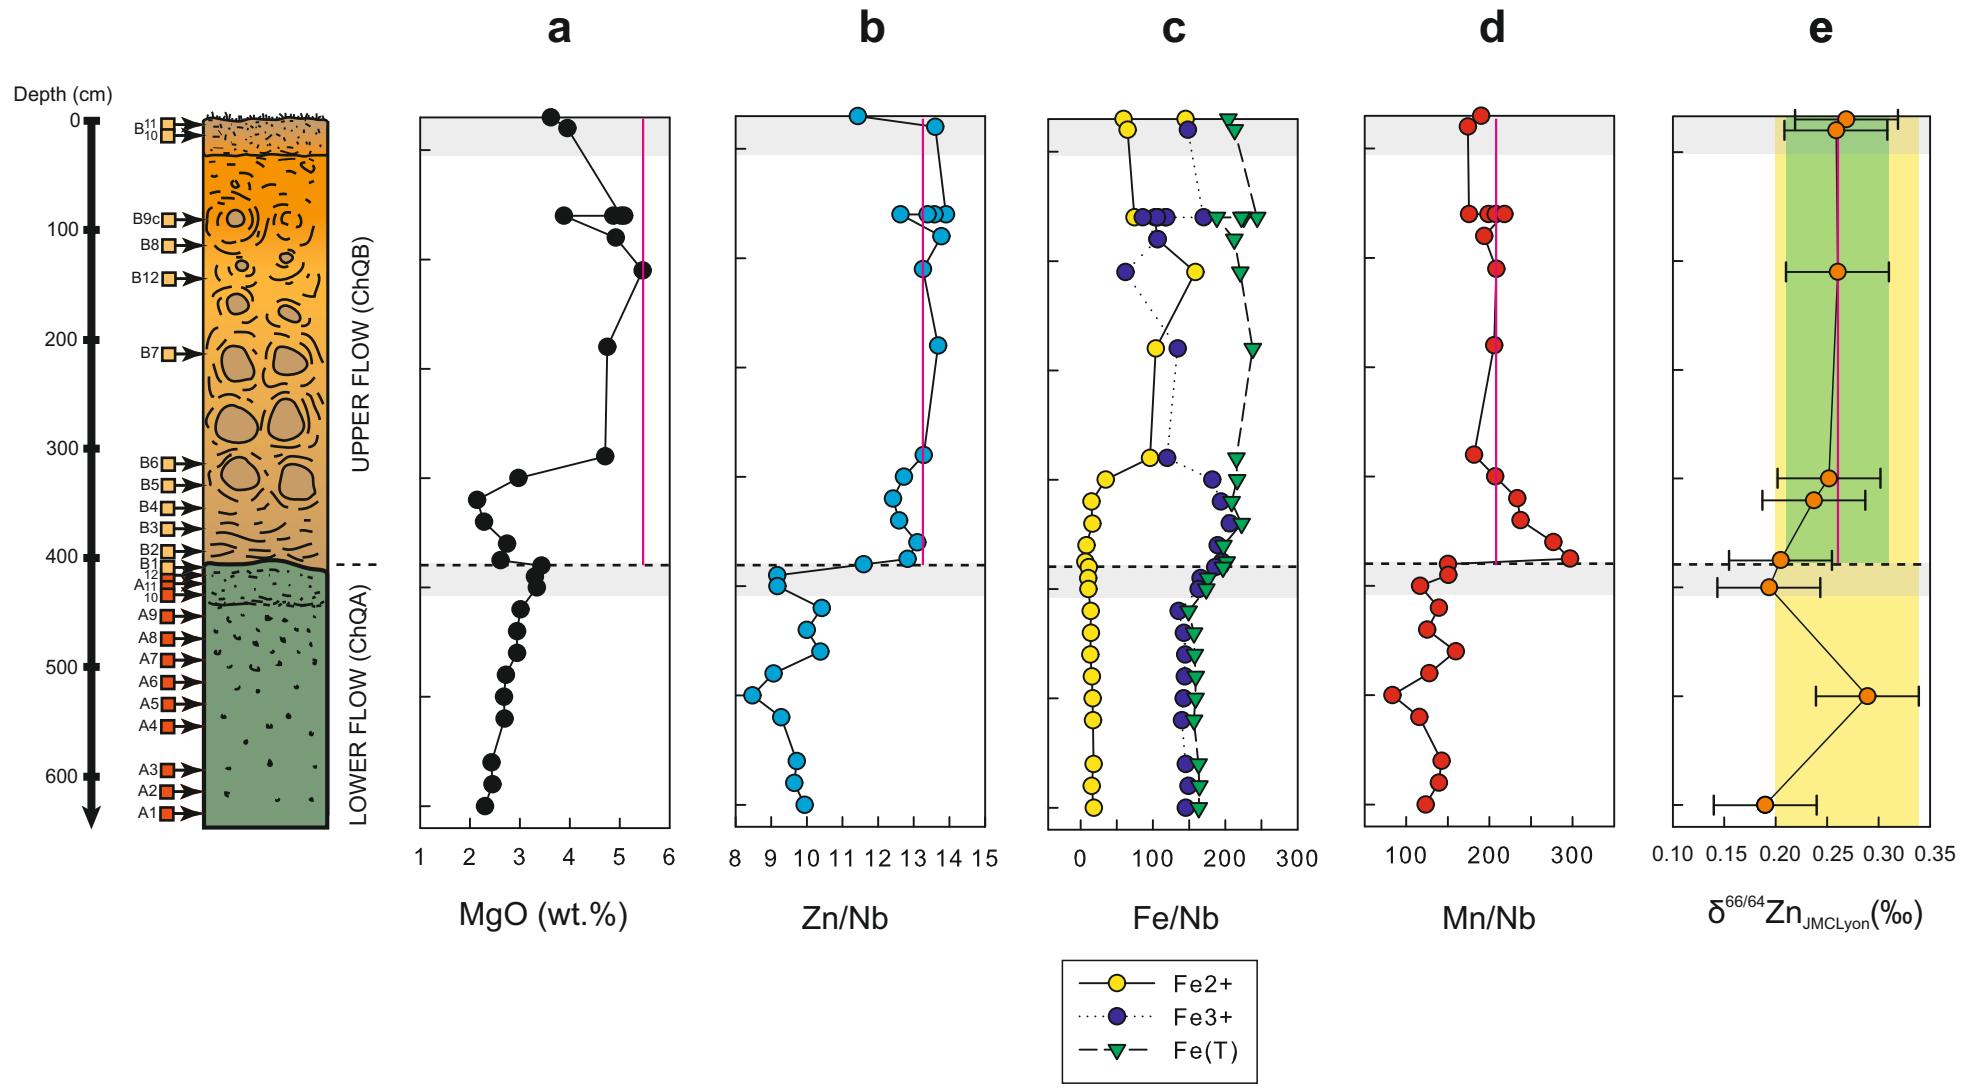 a b c d e
Depth (cm)
0
100
200
300
400
500
600
B11
10
B9c
B8
B12
B7
B6
B5
B4
B3
B2
B1
12
A11
10
A9
A8
A7
A6
A5
A4
A3
A2
A1
UPPER FLOW (ChQB)
LOWER FLOW (ChQA)
1 2 3 4 5 6
MgO (wt.%)
8 9 10 11 12 13 14 15
Zn/Nb
0 100 200 300
Fe/Nb
100 200 300
Mn/Nb
0.10 0.15 0.20 0.25 0.30 0.35
δ66/64ZnJMCLyon(‰)
Fe2+
Fe3+
Fe(T)